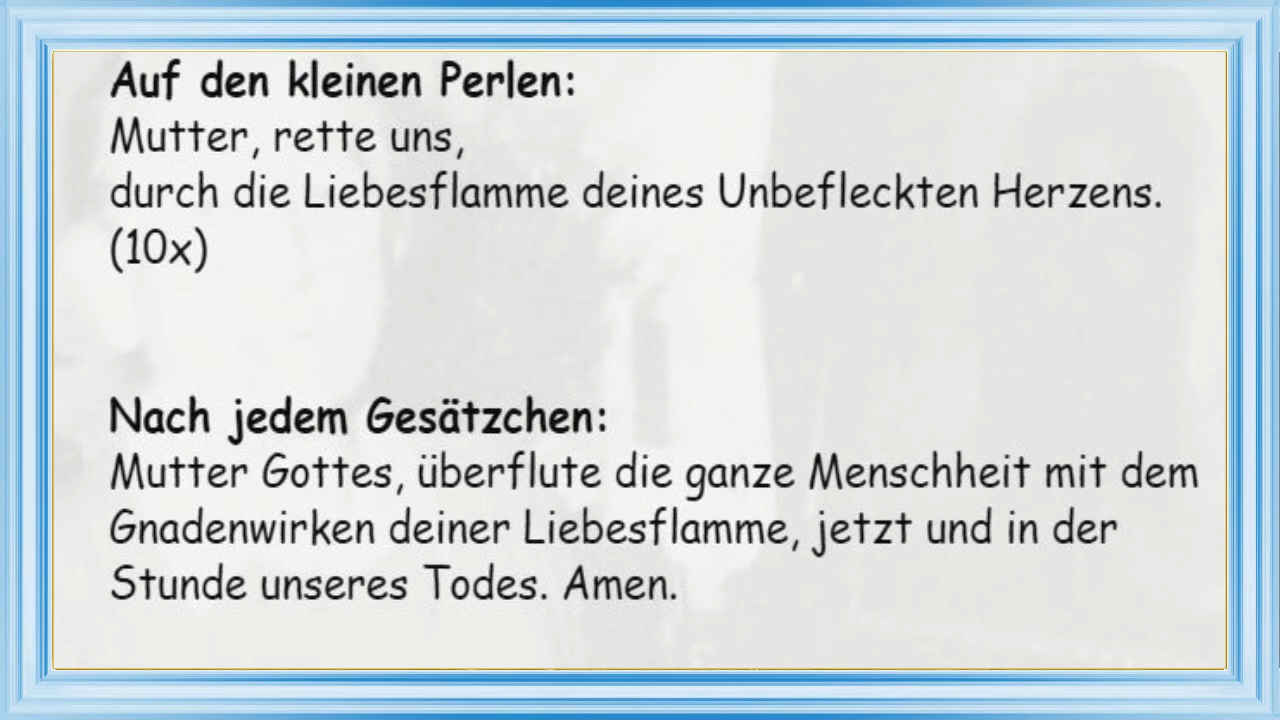 Auf den kleinen Perlen:
Mutter, rette uns,
durch die Liebesflamme deines Unbefleckten Herzens.
(10x)
Nach jedem Gesätzchen:
Mutter Gottes, überflute die ganze Menschheit mit dem
Gnadenwirken deiner Liebesflamme, jetzt und in der
Stunde unseres Todes. Amen.